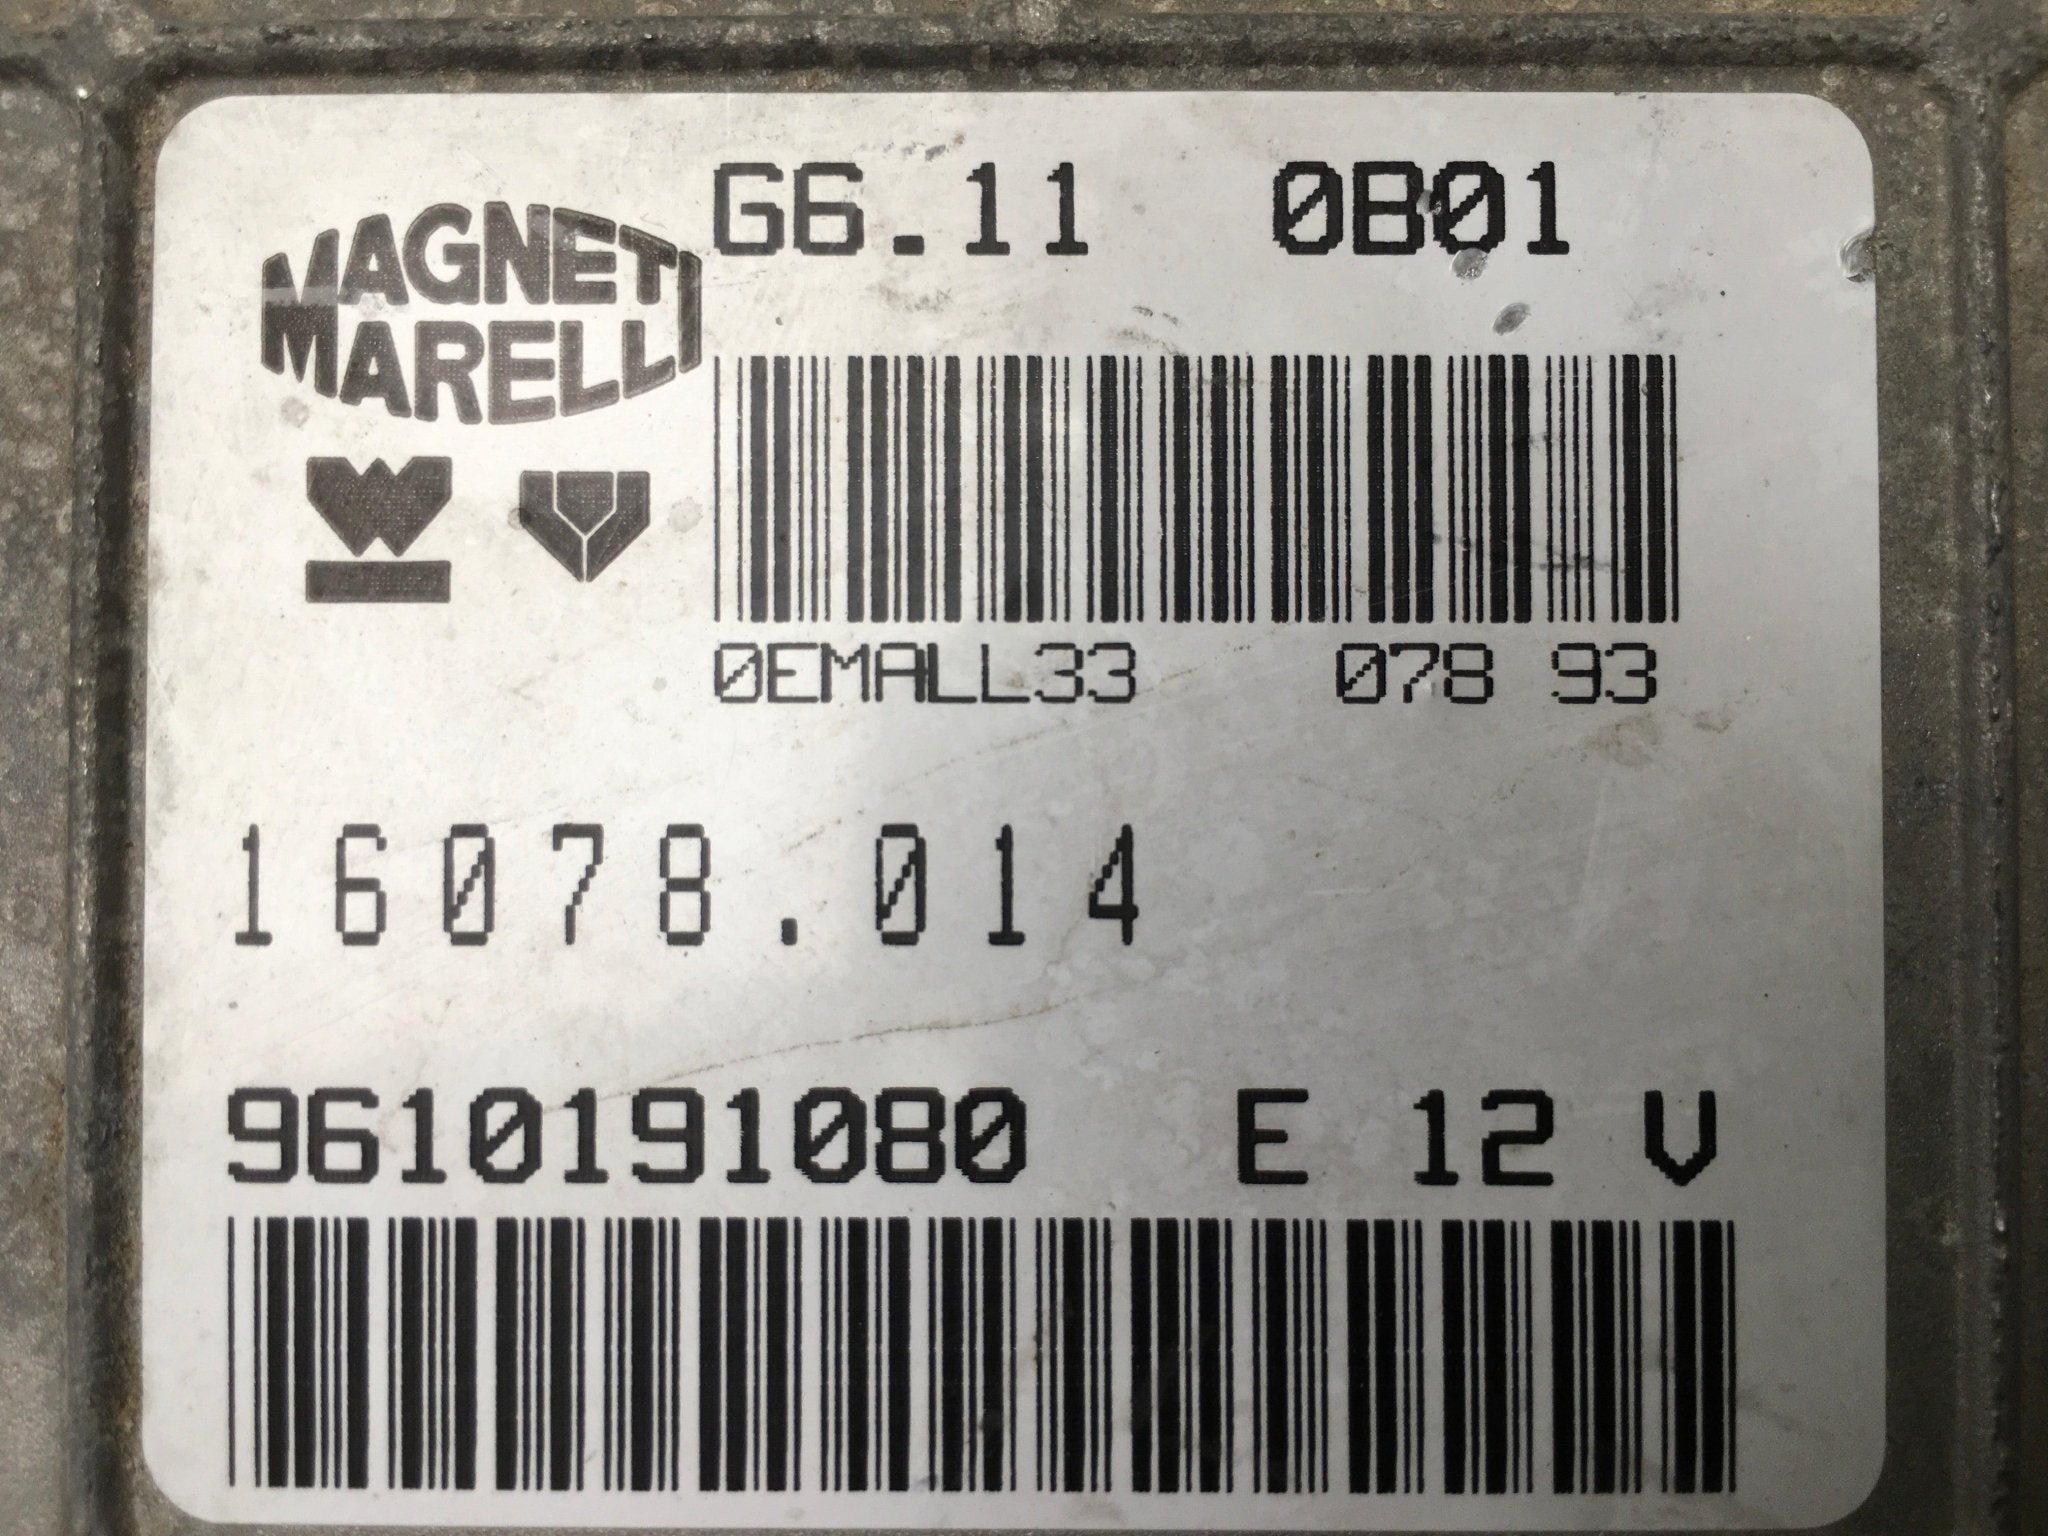 MAGNETI
MARELLI
G6.11 0B01
0EMALL33 078 93
16078.014
9610191080 E 12 V